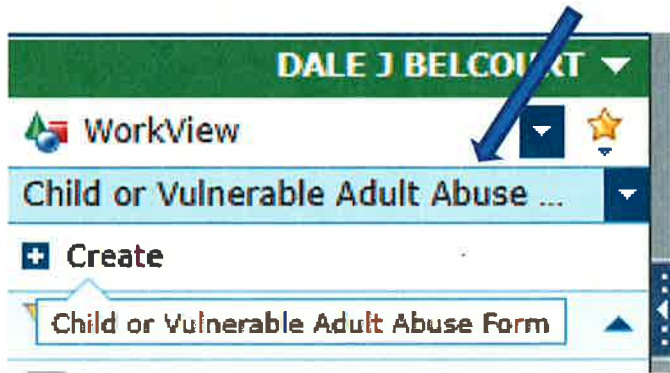 DALE J BELCOURT
WorkView
Child or Vulnerable Adult Abuse ...
Create
Child or Vulnerable Adult Abuse Form